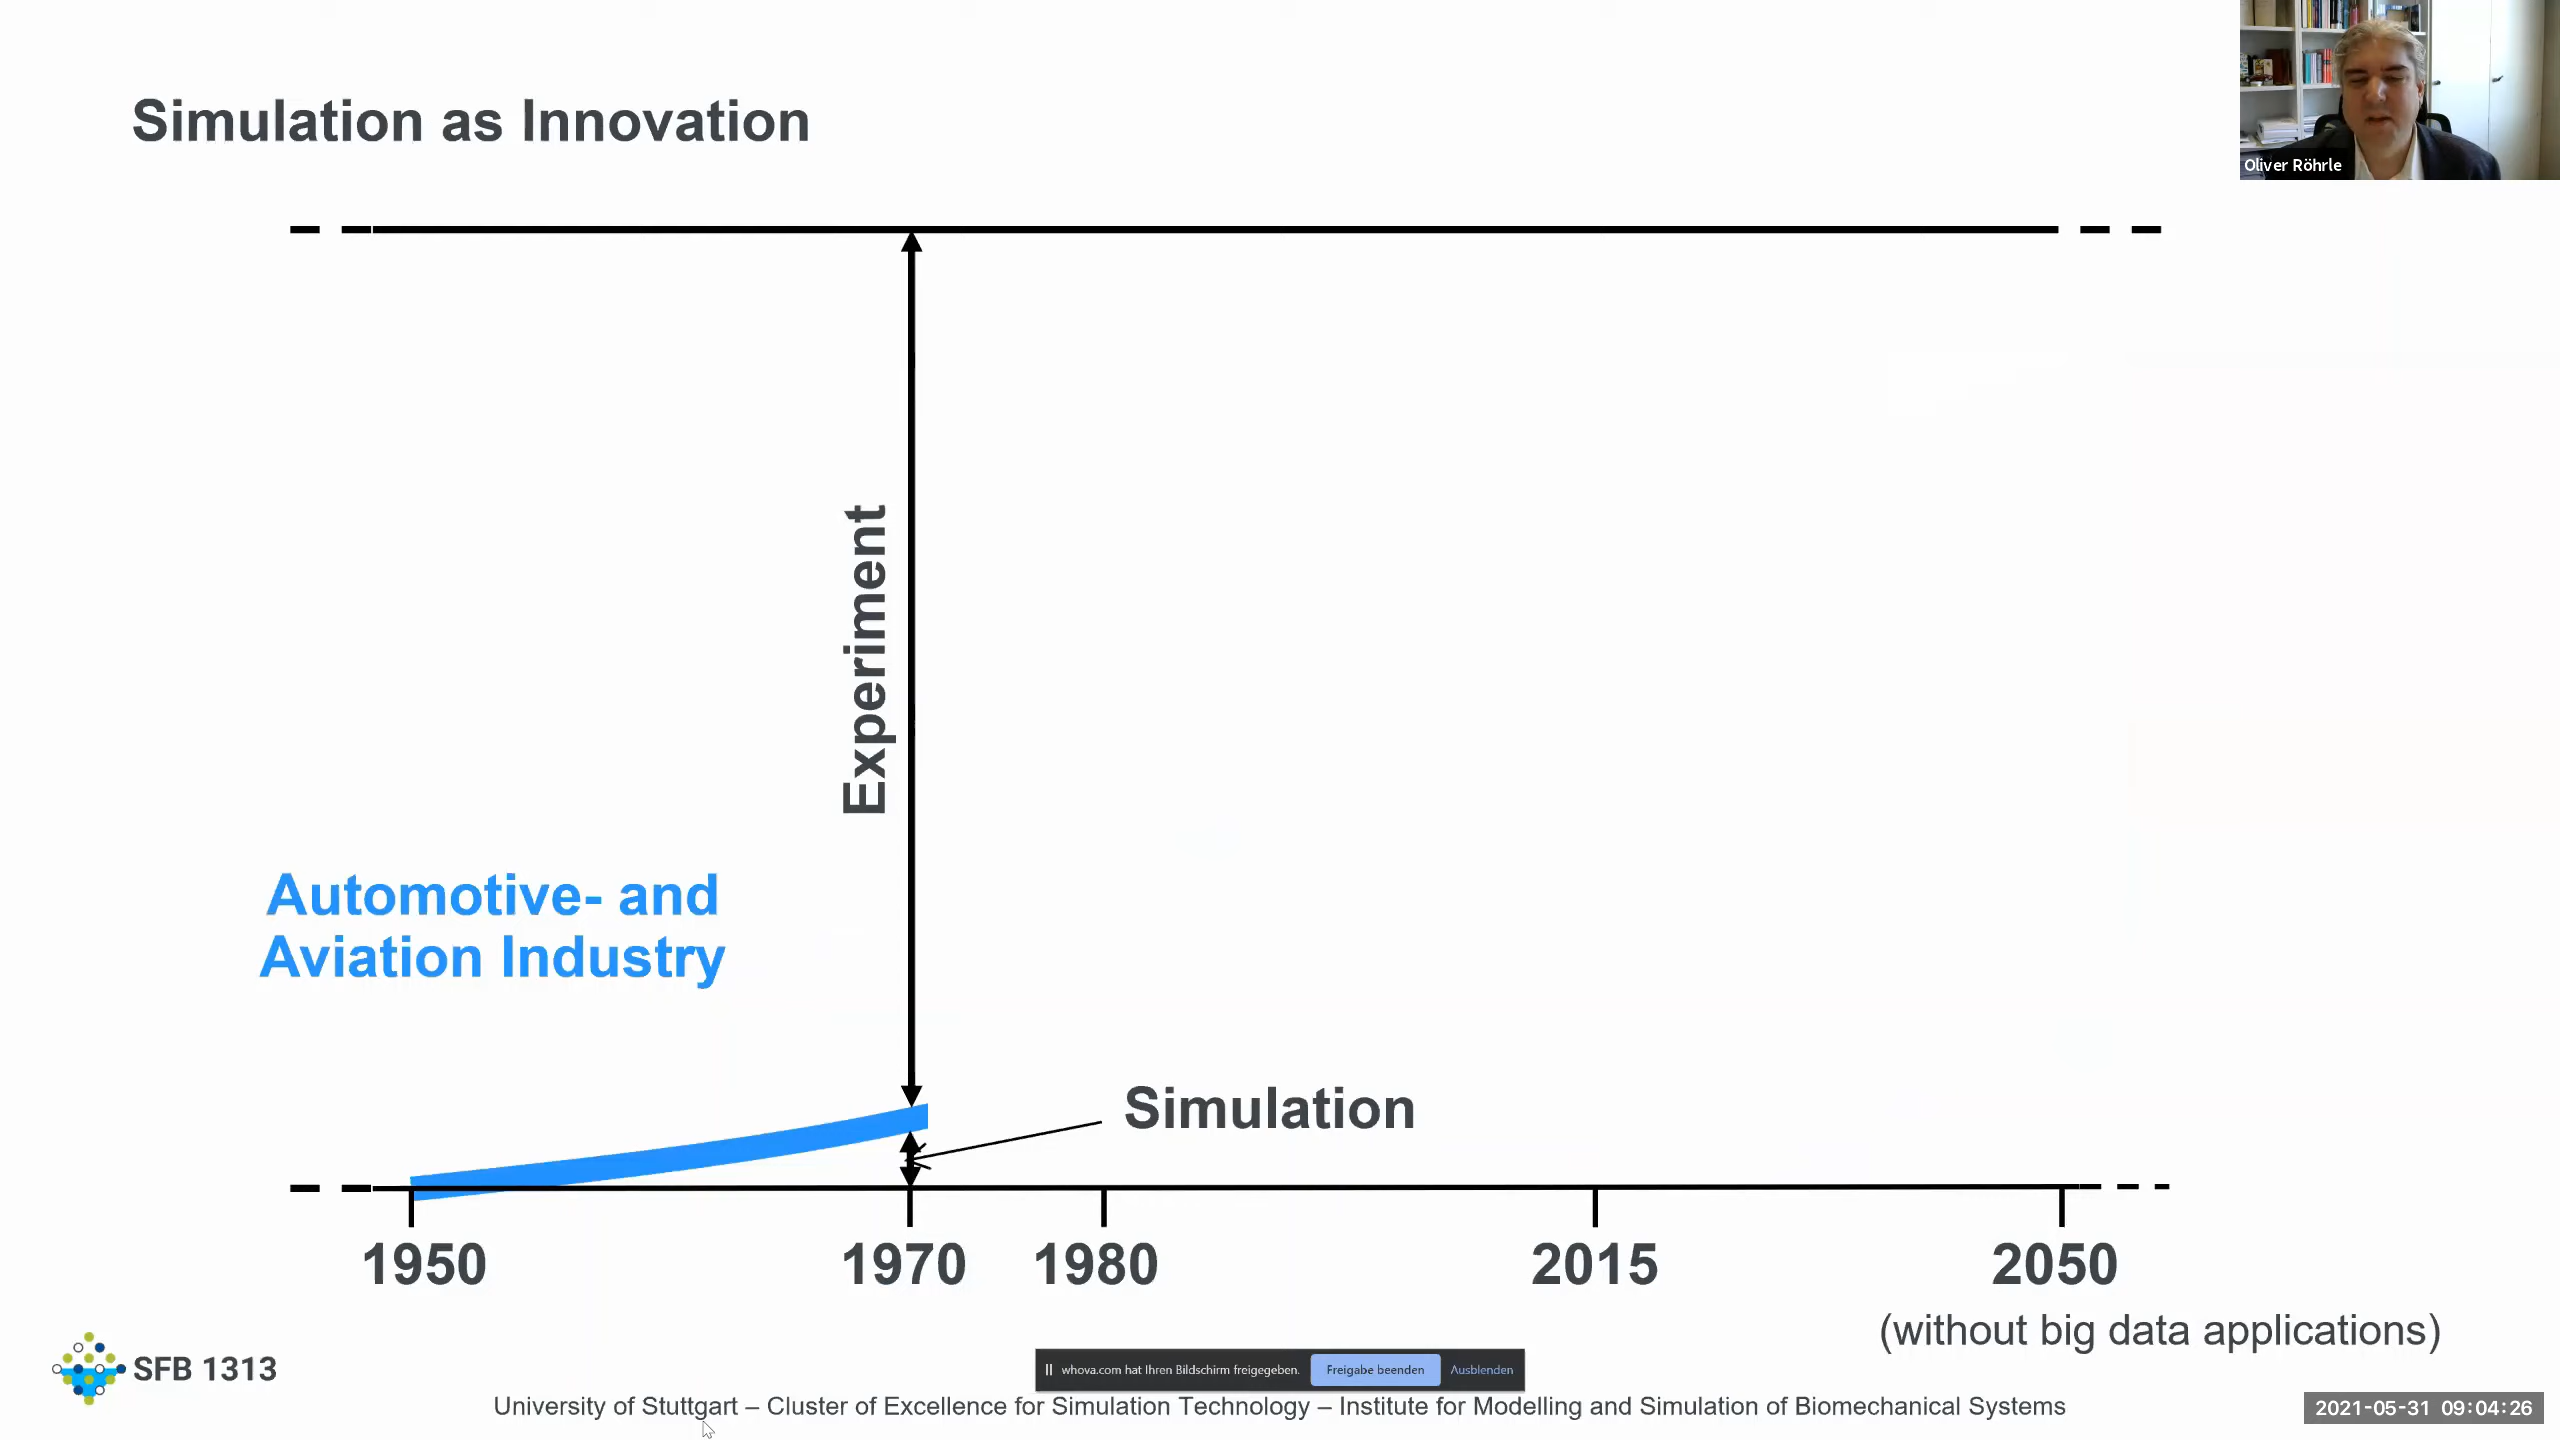 Simulation as Innovation
Oliver Röhrle
Experiment
Automotive- and
Aviation Industry
Simulation
1950 1970 1980 2015 2050
(without big data applications)
SFB 1313
whova.com hat Ihren Bildschirm freigegeben. Freigabe beenden Ausblenden
University of Stuttgart – Cluster of Excellence for Simulation Technology – Institute for Modelling and Simulation of Biomechanical Systems
2021-05-31 09:04:26